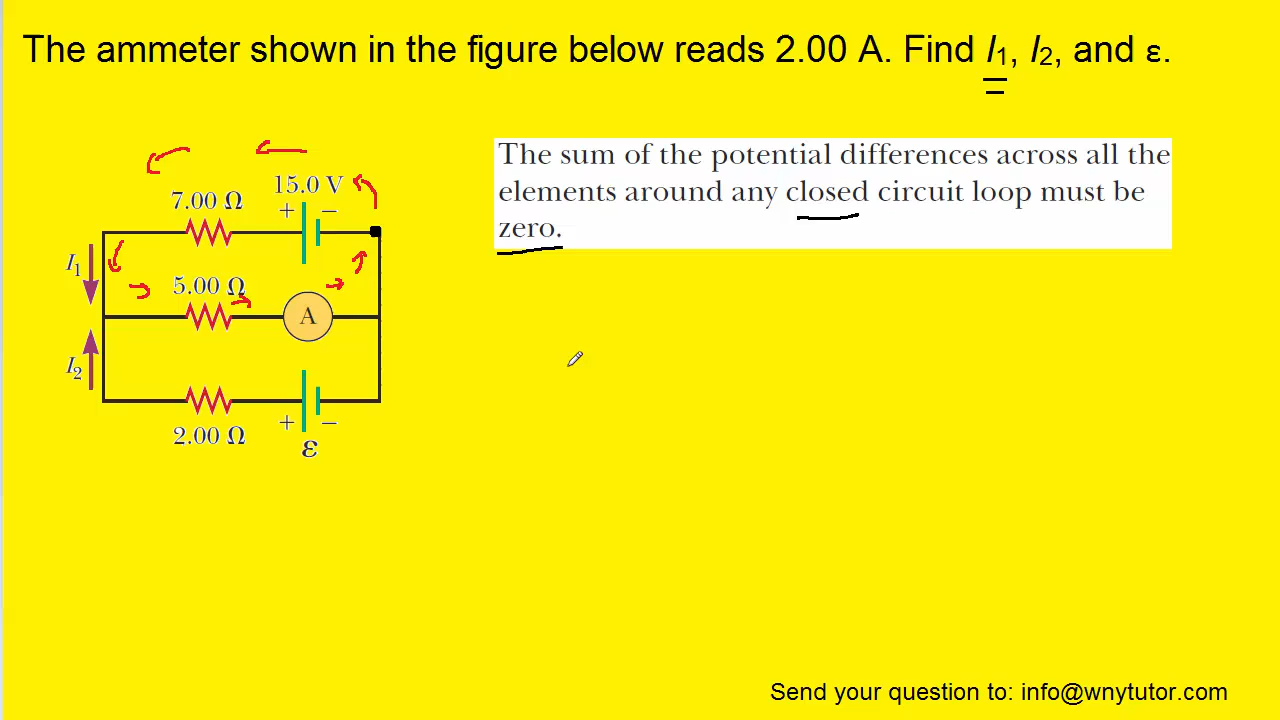 The ammeter shown in the figure below reads 2.00 A. Find I1, I2, and ε.
The sum of the potential differences across all the
elements around any closed circuit loop must be
zero.
15.0 V
7.00 Ω
+ −
I1
5.00 Ω
A
I2
+ −
2.00 Ω
ε
Send your question to: info@wnytutor.com